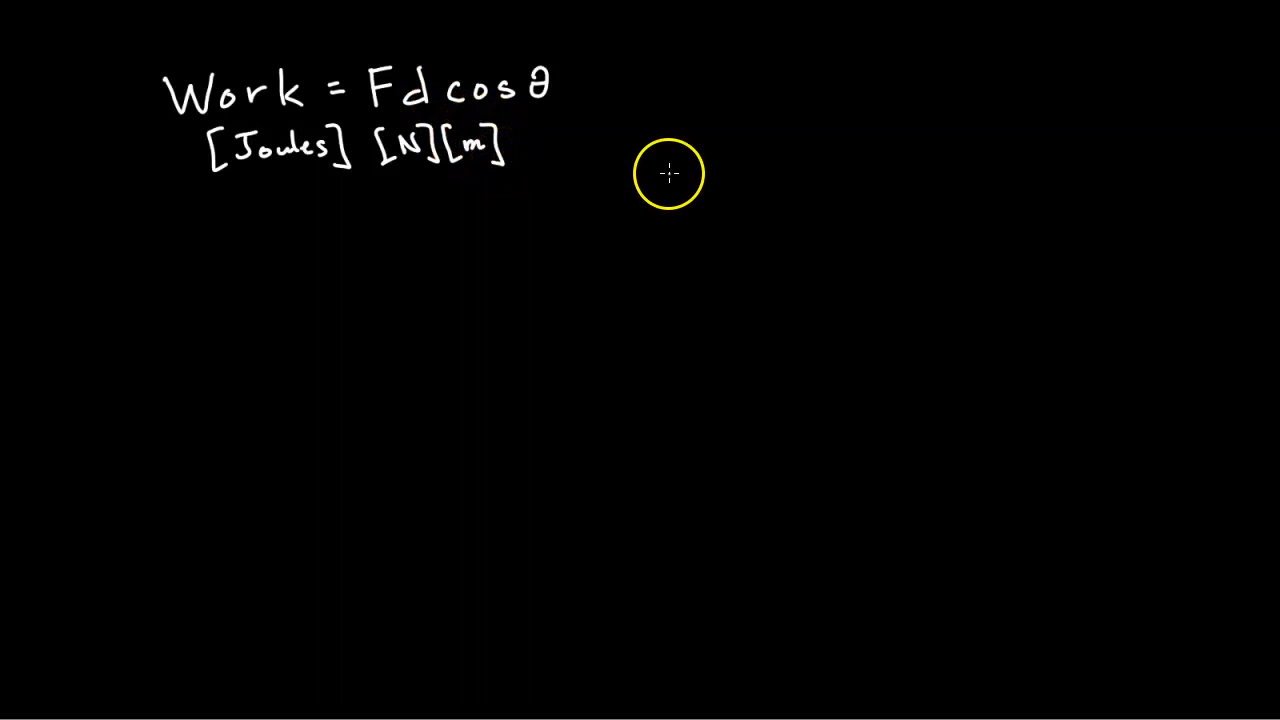 Work = Fd cos θ
[Joules] [N][m]